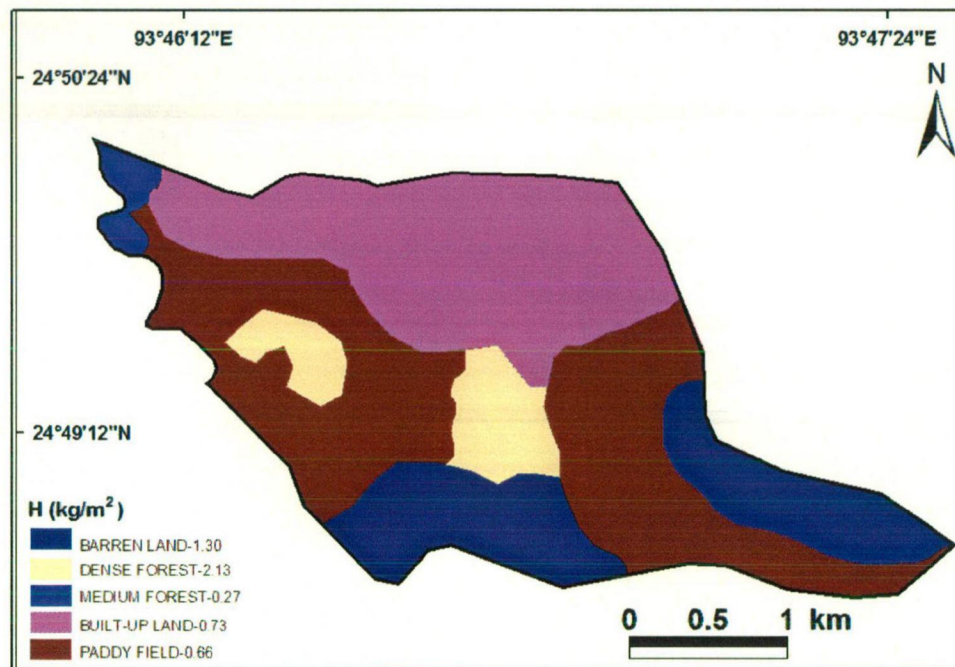 93°46'12"E
93°47'24"E
24°50'24"N
N
24°49'12"N
H (kg/m²)
BARREN LAND-1.30
DENSE FOREST-2.13
MEDIUM FOREST-0.27
BUILT-UP LAND-0.73
PADDY FIELD-0.66
0 0.5 1 km